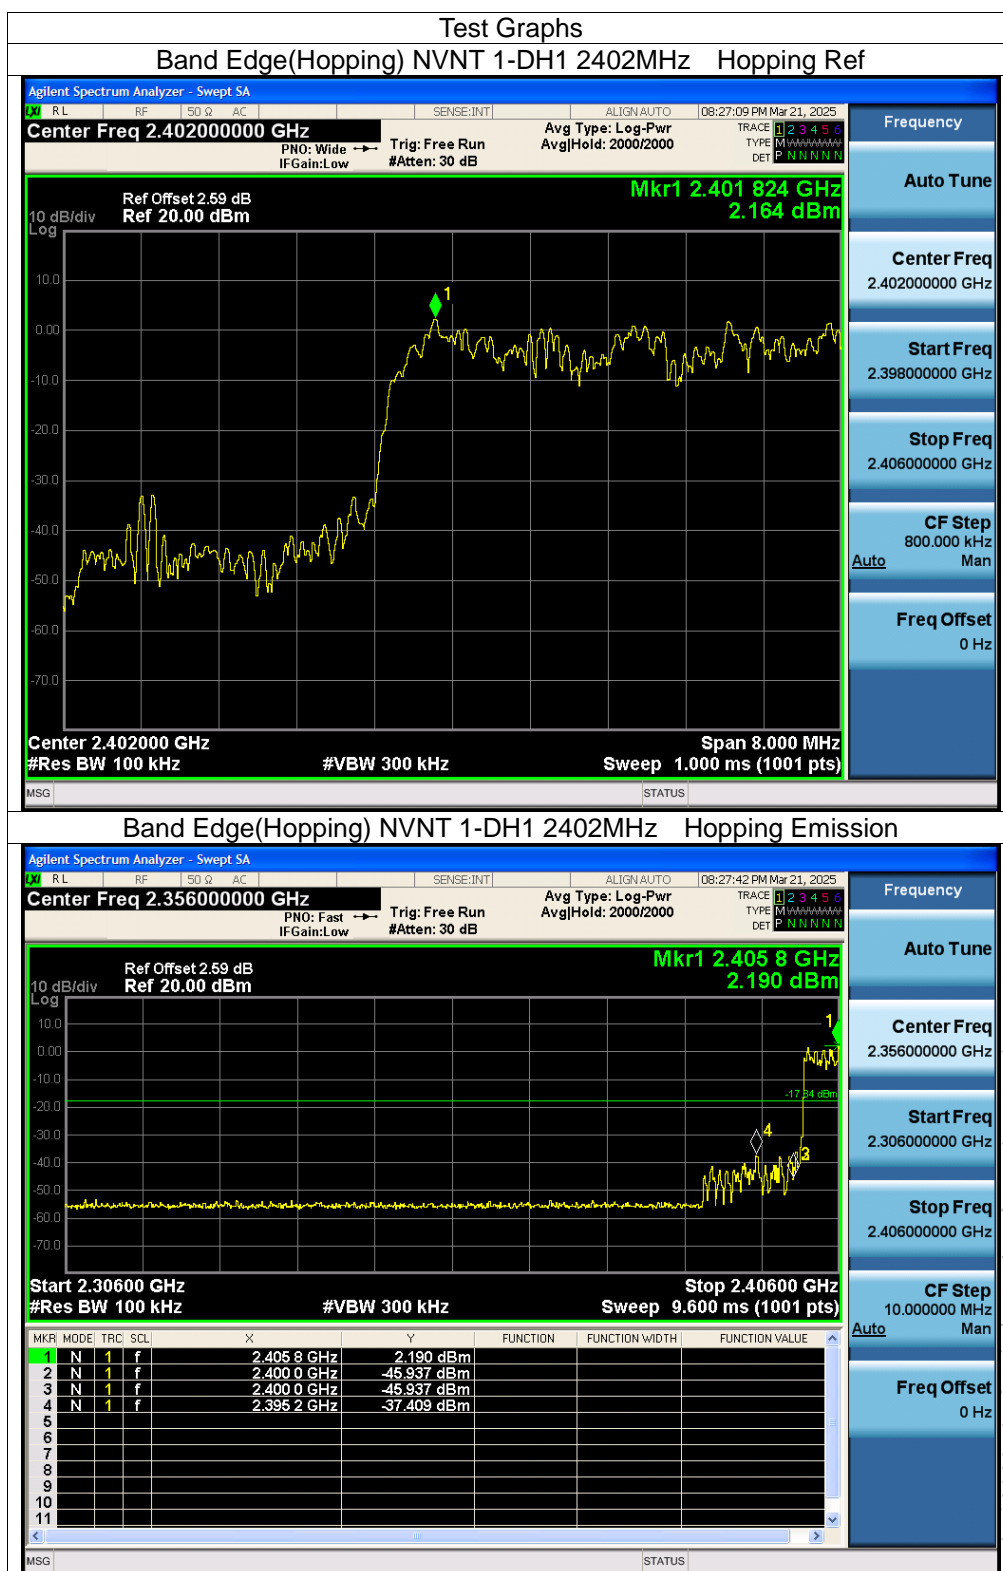 Test Graphs
Band Edge(Hopping) NVNT 1-DH1 2402MHz Hopping Ref
Agilent Spectrum Analyzer - Swept SA
LXI RL RF 50 Ω AC SENSE:INT ALIGN AUTO 08:27:09 PM Mar 21, 2025
Center Freq 2.402000000 GHz
PNO: Wide
IFGain:Low
Trig: Free Run
#Atten: 30 dB
Avg Type: Log-Pwr
Avg|Hold: 2000/2000
TRACE 1 2 3 4 5 6
TYPE M WWWWW
DET P N N N N N
Frequency
Auto Tune
Mkr1 2.401 824 GHz
2.164 dBm
Ref Offset 2.59 dB
10 dB/div Ref 20.00 dBm
Log
10.0
0.00
-10.0
-20.0
-30.0
-40.0
-50.0
-60.0
-70.0
1
Center Freq
2.402000000 GHz
Start Freq
2.398000000 GHz
Stop Freq
2.406000000 GHz
CF Step
800.000 kHz
Auto Man
Freq Offset
0 Hz
Center 2.402000 GHz Span 8.000 MHz
#Res BW 100 kHz #VBW 300 kHz Sweep 1.000 ms (1001 pts)
MSG STATUS
Band Edge(Hopping) NVNT 1-DH1 2402MHz Hopping Emission
Agilent Spectrum Analyzer - Swept SA
LXI RL RF 50 Ω AC SENSE:INT ALIGN AUTO 08:27:42 PM Mar 21, 2025
Center Freq 2.356000000 GHz
PNO: Fast
IFGain:Low
Trig: Free Run
#Atten: 30 dB
Avg Type: Log-Pwr
Avg|Hold: 2000/2000
TRACE 1 2 3 4 5 6
TYPE M WWWWW
DET P N N N N N
Frequency
Auto Tune
Mkr1 2.405 8 GHz
2.190 dBm
Ref Offset 2.59 dB
10 dB/div Ref 20.00 dBm
Log
10.0
0.00
-10.0
-20.0
-30.0
-40.0
-50.0
-60.0
-70.0
1
-17.84 dBm
4
3
Center Freq
2.356000000 GHz
Start Freq
2.306000000 GHz
Stop Freq
2.406000000 GHz
CF Step
10.000000 MHz
Auto Man
Freq Offset
0 Hz
Start 2.30600 GHz Stop 2.40600 GHz
#Res BW 100 kHz #VBW 300 kHz Sweep 9.600 ms (1001 pts)
MKR MODE TRC SCL X Y FUNCTION FUNCTION WIDTH FUNCTION VALUE
1 N 1 f 2.405 8 GHz 2.190 dBm
2 N 1 f 2.400 0 GHz -45.937 dBm
3 N 1 f 2.400 0 GHz -45.937 dBm
4 N 1 f 2.395 2 GHz -37.409 dBm
5
6
7
8
9
10
11
MSG STATUS